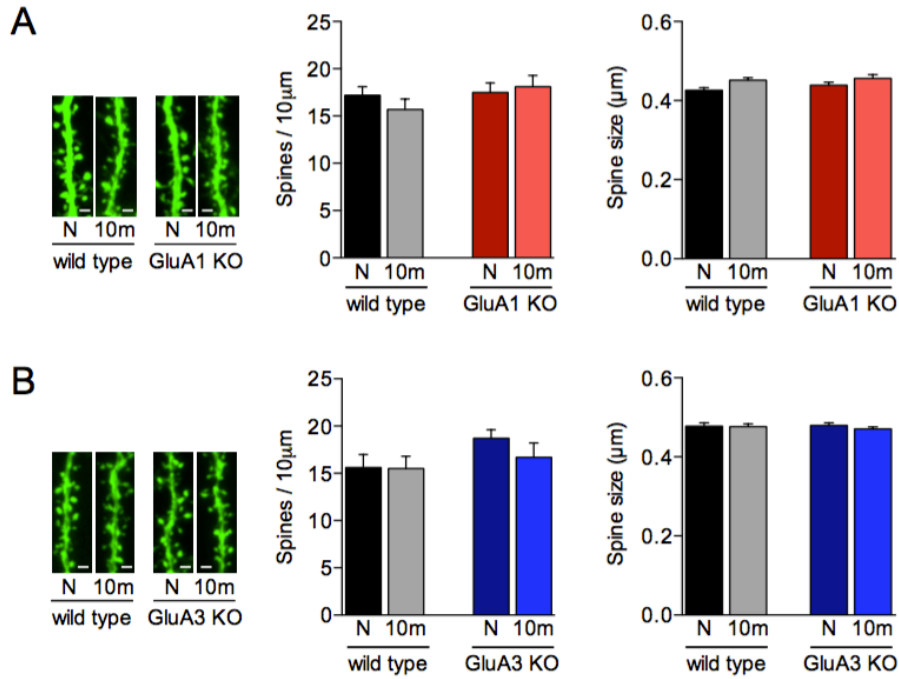 A
N 10m N 10m
wild type GluA1 KO
Spines / 10µm
25
20
15
10
5
0
N 10m N 10m
wild type GluA1 KO
Spine size (µm)
0.6
0.4
0.2
0.0
N 10m N 10m
wild type GluA1 KO
B
N 10m N 10m
wild type GluA3 KO
Spines / 10µm
25
20
15
10
5
0
N 10m N 10m
wild type GluA3 KO
Spine size (µm)
0.6
0.4
0.2
0.0
N 10m N 10m
wild type GluA3 KO